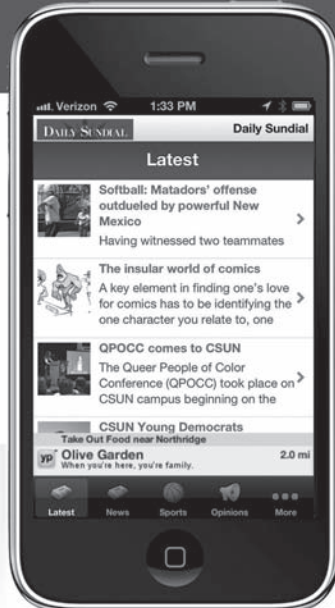 Verizon 1:33 PM
DAILY SUNDIAL Daily Sundial
Latest
Softball: Matadors' offense
outdueled by powerful New
Mexico
Having witnessed two teammates
The insular world of comics
A key element in finding one's love
for comics has to be identifying the
one character you relate to, one
QPOCC comes to CSUN
The Queer People of Color
Conference (QPOCC) took place on
CSUN campus beginning on the
CSUN Young Democrats
Take Out Food near Northridge
yp Olive Garden 2.0 mi
When you're here, you're family.
Latest News Sports Opinions More